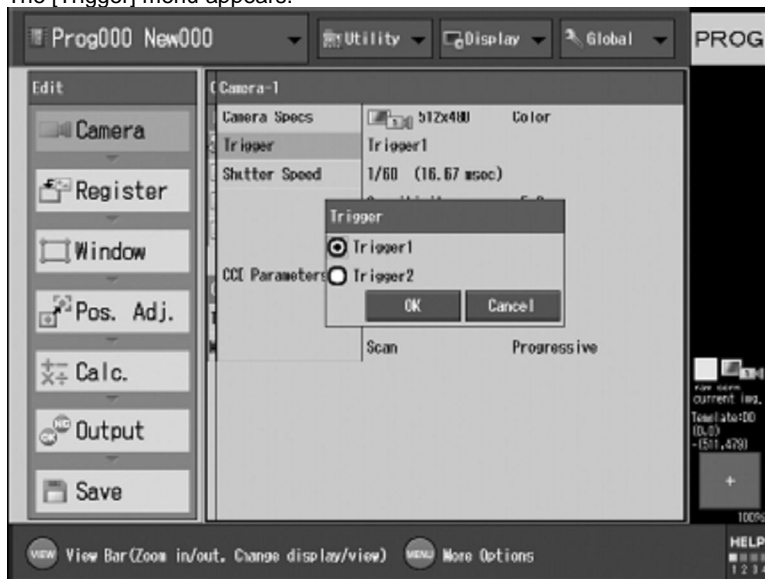 The [Trigger] menu appears.
Prog000 New000
Utility
Display
Global
PROG
Edit
Camera
Register
Window
Pos. Adj.
Calc.
Output
Save
Camera-1
Camera Specs
512x480
Color
Trigger
Trigger1
Shutter Speed
1/60 (16.67 msec)
Trigger
Trigger1
Trigger2
OK
Cancel
CCD Parameters
Scan
Progressive
current img.
Template:00
(0,0)
-(511,479)
+
100%
VIEW View Bar(Zoom in/out, Change display/view)
MENU More Options
HELP
1 2 3 4